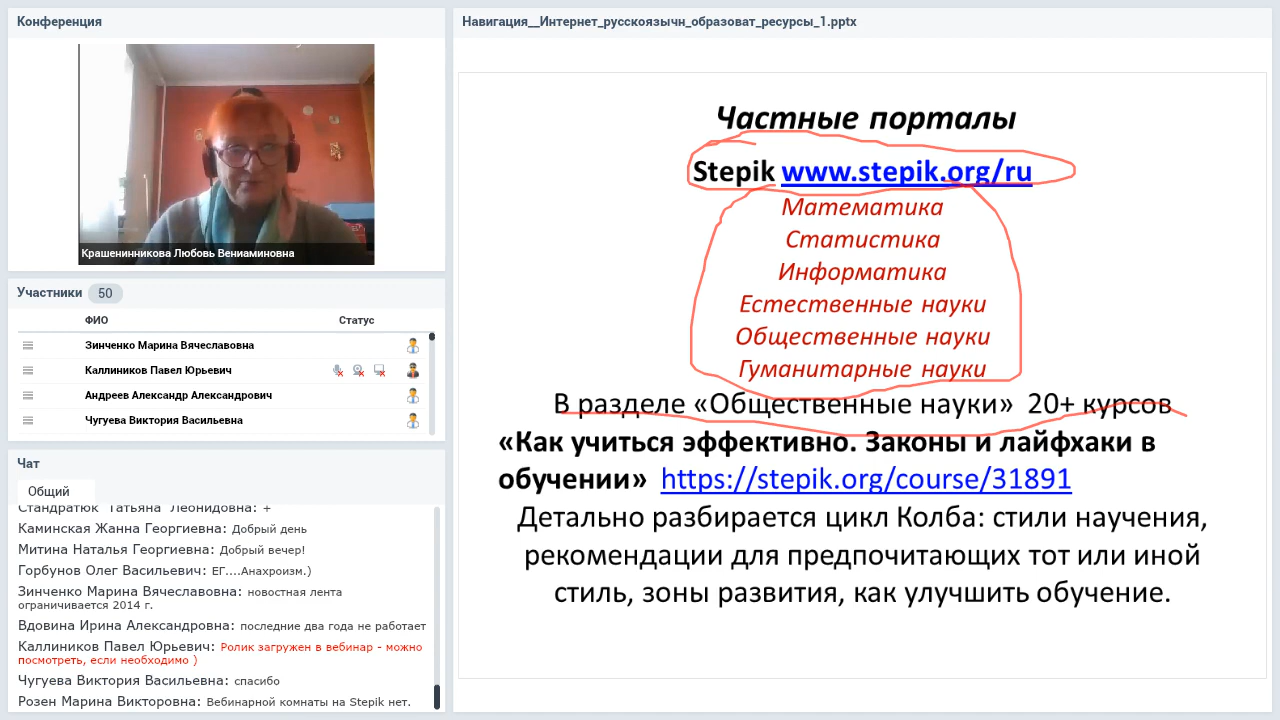 Конференция
Крашенинникова Любовь Вениаминовна
Участники 50
ФИО Статус
Зинченко Марина Вячеславовна
Каллиников Павел Юрьевич
Андреев Александр Александрович
Чугуева Виктория Васильевна
Чат
Общий
Стандратюк Татьяна Леонидовна: +
Каминская Жанна Георгиевна: Добрый день
Митина Наталья Георгиевна: Добрый вечер!
Горбунов Олег Васильевич: ЕГ....Анахроизм.)
Зинченко Марина Вячеславовна: новостная лента
ограничивается 2014 г.
Вдовина Ирина Александровна: последние два года не работает
Каллиников Павел Юрьевич: Ролик загружен в вебинар - можно
посмотреть, если необходимо )
Чугуева Виктория Васильевна: спасибо
Розен Марина Викторовна: Вебинарной комнаты на Stepik нет.
Навигация__Интернет_русскоязычн_образоват_ресурсы_1.pptx
Частные порталы
Stepik www.stepik.org/ru
Математика
Статистика
Информатика
Естественные науки
Общественные науки
Гуманитарные науки
В разделе «Общественные науки» 20+ курсов
«Как учиться эффективно. Законы и лайфхаки в
обучении» https://stepik.org/course/31891
Детально разбирается цикл Колба: стили научения,
рекомендации для предпочитающих тот или иной
стиль, зоны развития, как улучшить обучение.